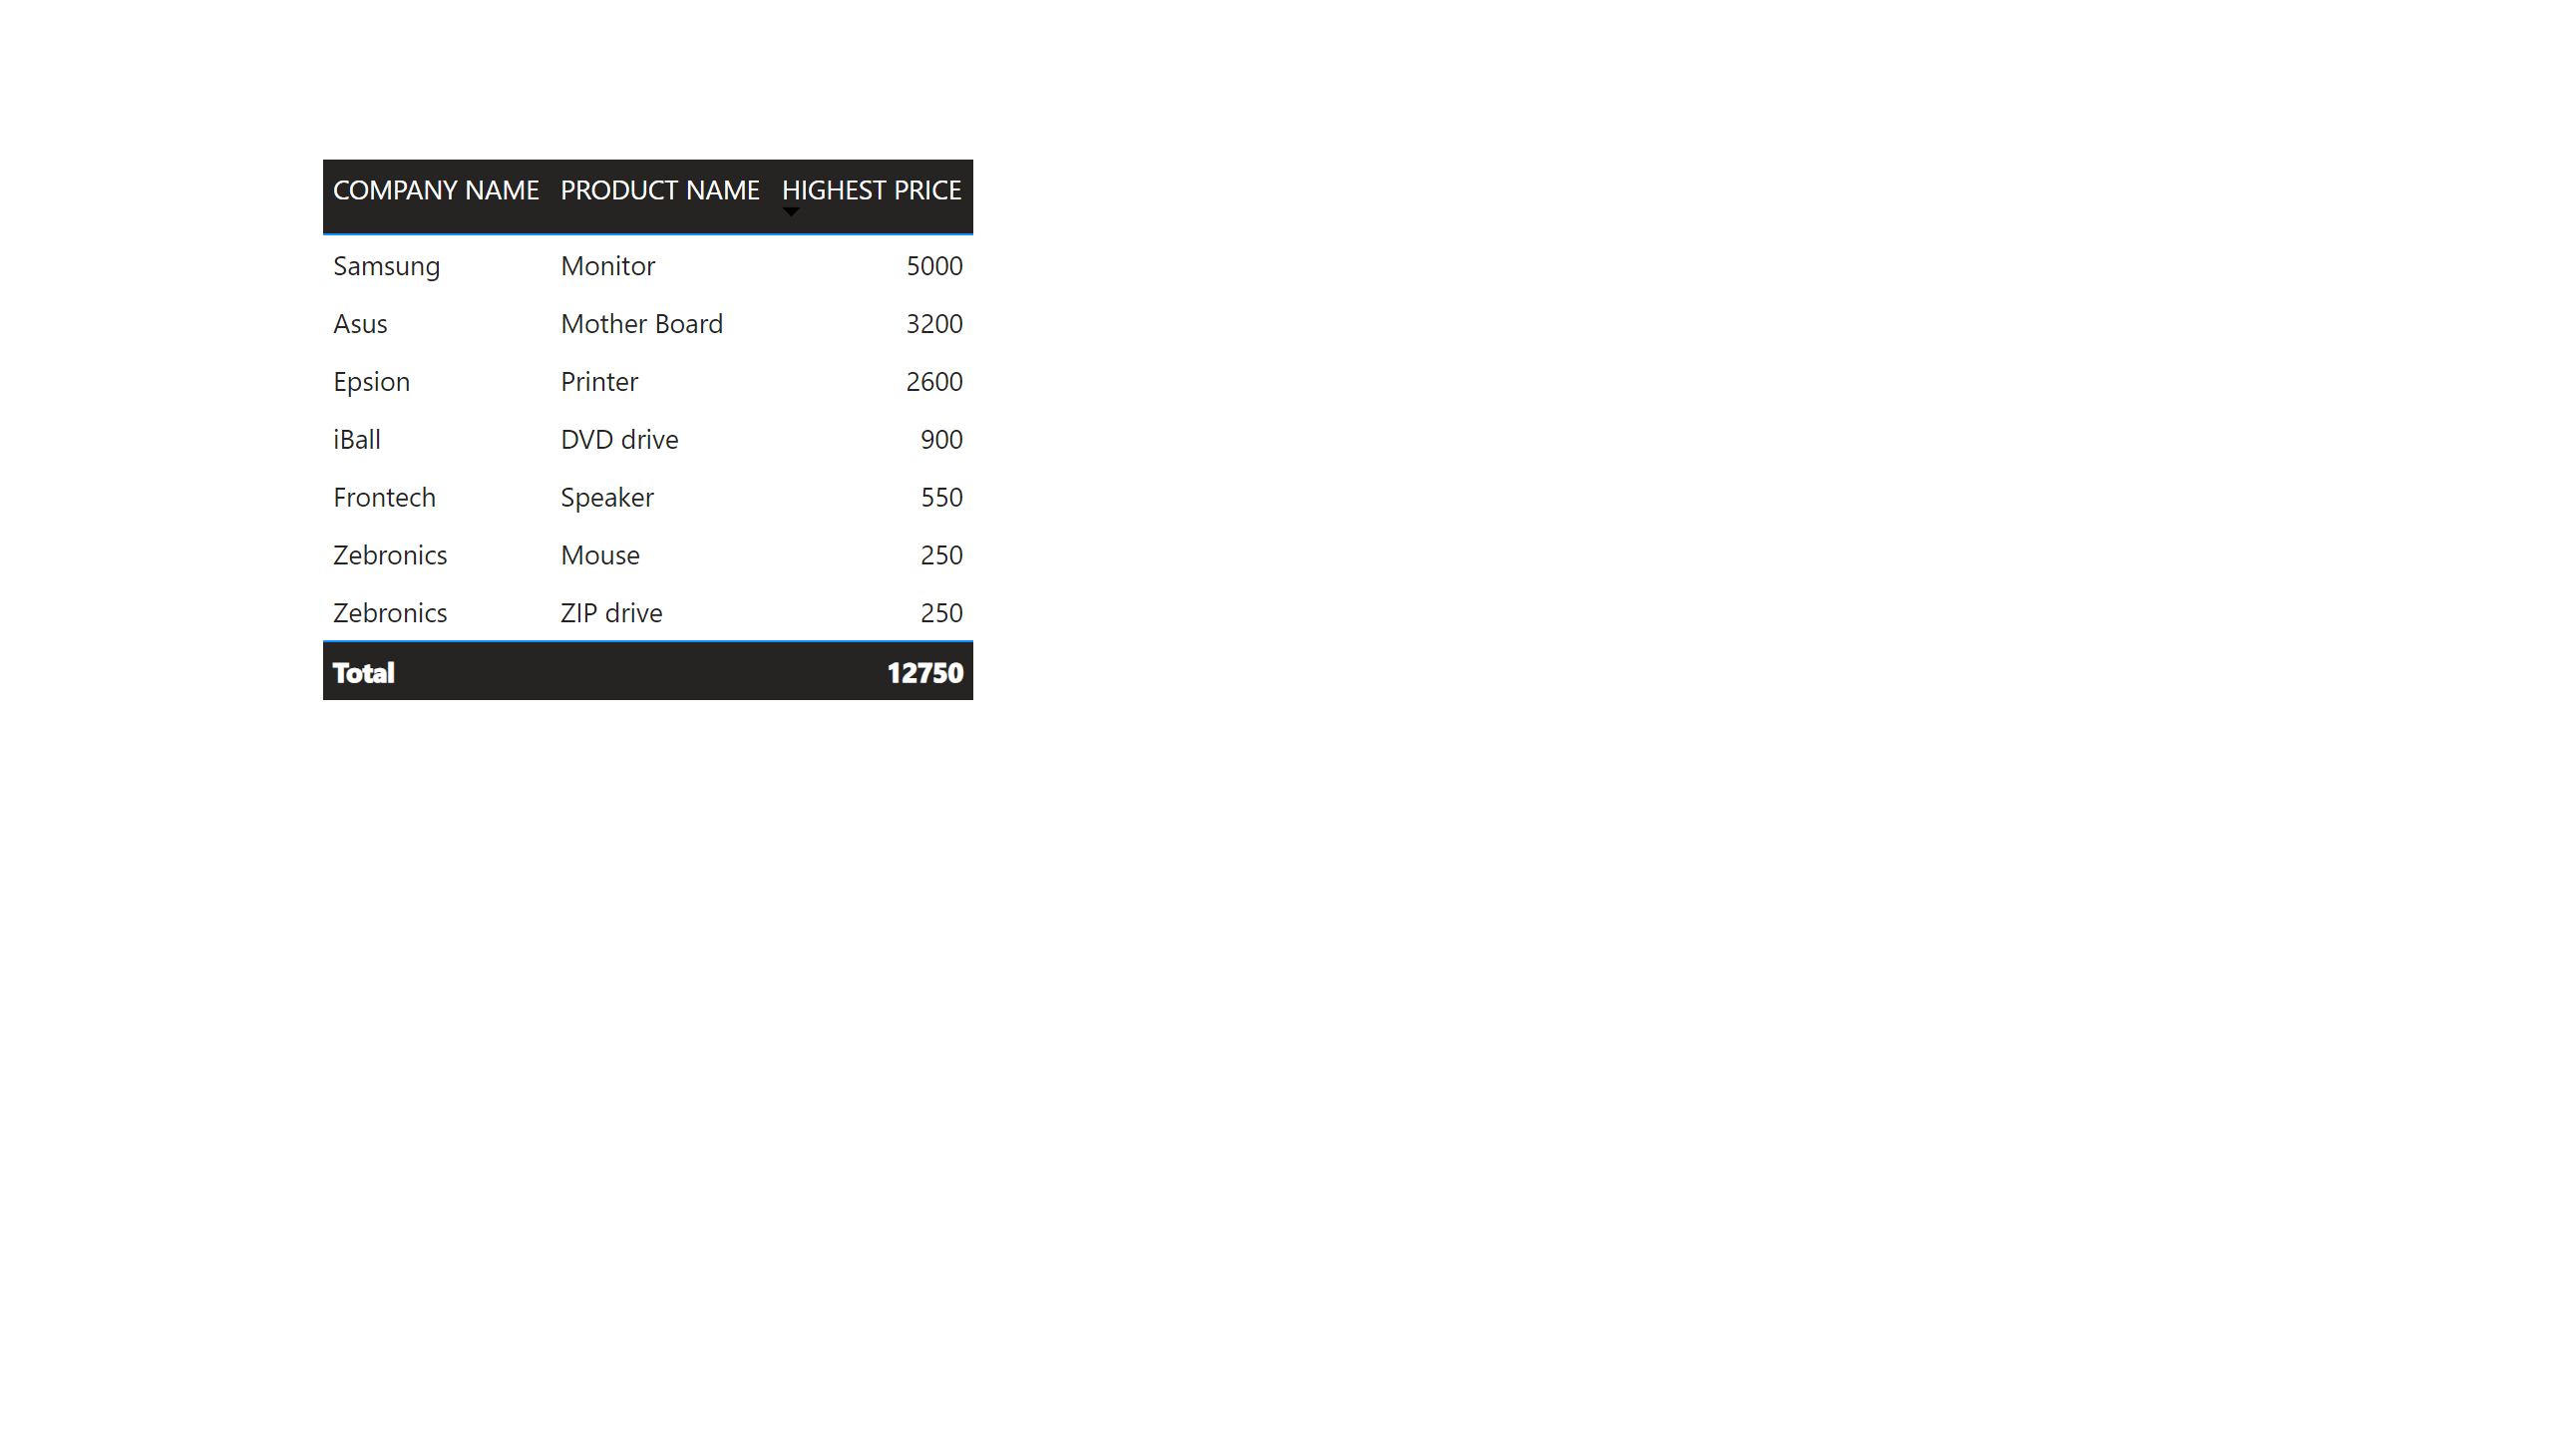 COMPANY NAME PRODUCT NAME HIGHEST PRICE
Samsung Monitor 5000
Asus Mother Board 3200
Epsion Printer 2600
iBall DVD drive 900
Frontech Speaker 550
Zebronics Mouse 250
Zebronics ZIP drive 250
Total 12750